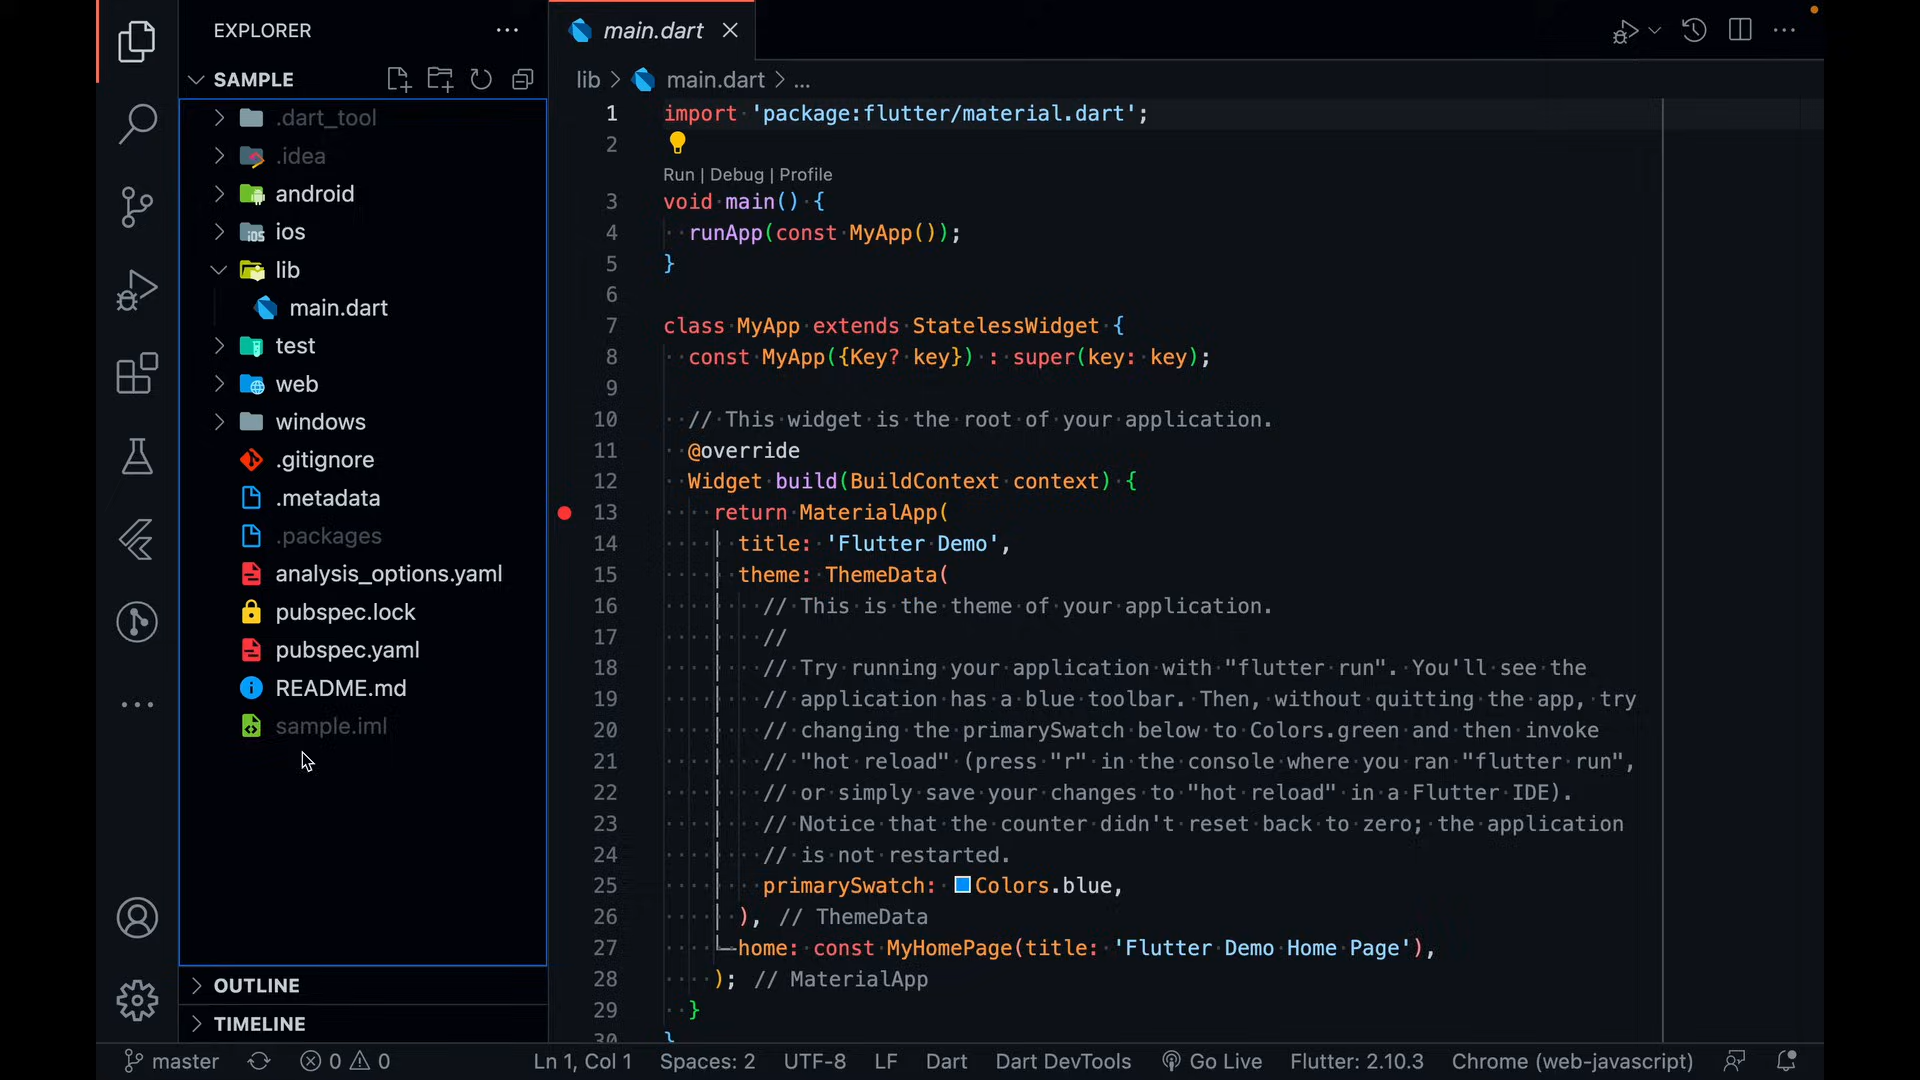 EXPLORER
SAMPLE
.dart_tool
.idea
android
ios
lib
main.dart
test
web
windows
.gitignore
.metadata
.packages
analysis_options.yaml
pubspec.lock
pubspec.yaml
README.md
sample.iml
OUTLINE
TIMELINE
main.dart
lib > main.dart > ...
1 import 'package:flutter/material.dart';
2
Run | Debug | Profile
3 void main() {
4 runApp(const MyApp());
5 }
6
7 class MyApp extends StatelessWidget {
8 const MyApp({Key? key}) : super(key: key);
9
10 // This widget is the root of your application.
11 @override
12 Widget build(BuildContext context) {
13 return MaterialApp(
14 title: 'Flutter Demo',
15 theme: ThemeData(
16 // This is the theme of your application.
17 //
18 // Try running your application with "flutter run". You'll see the
19 // application has a blue toolbar. Then, without quitting the app, try
20 // changing the primarySwatch below to Colors.green and then invoke
21 // "hot reload" (press "r" in the console where you ran "flutter run",
22 // or simply save your changes to "hot reload" in a Flutter IDE).
23 // Notice that the counter didn't reset back to zero; the application
24 // is not restarted.
25 primarySwatch: Colors.blue,
26 ), // ThemeData
27 home: const MyHomePage(title: 'Flutter Demo Home Page'),
28 ); // MaterialApp
29 }
30 }
master 0 0 Ln 1, Col 1 Spaces: 2 UTF-8 LF Dart Dart DevTools Go Live Flutter: 2.10.3 Chrome (web-javascript)